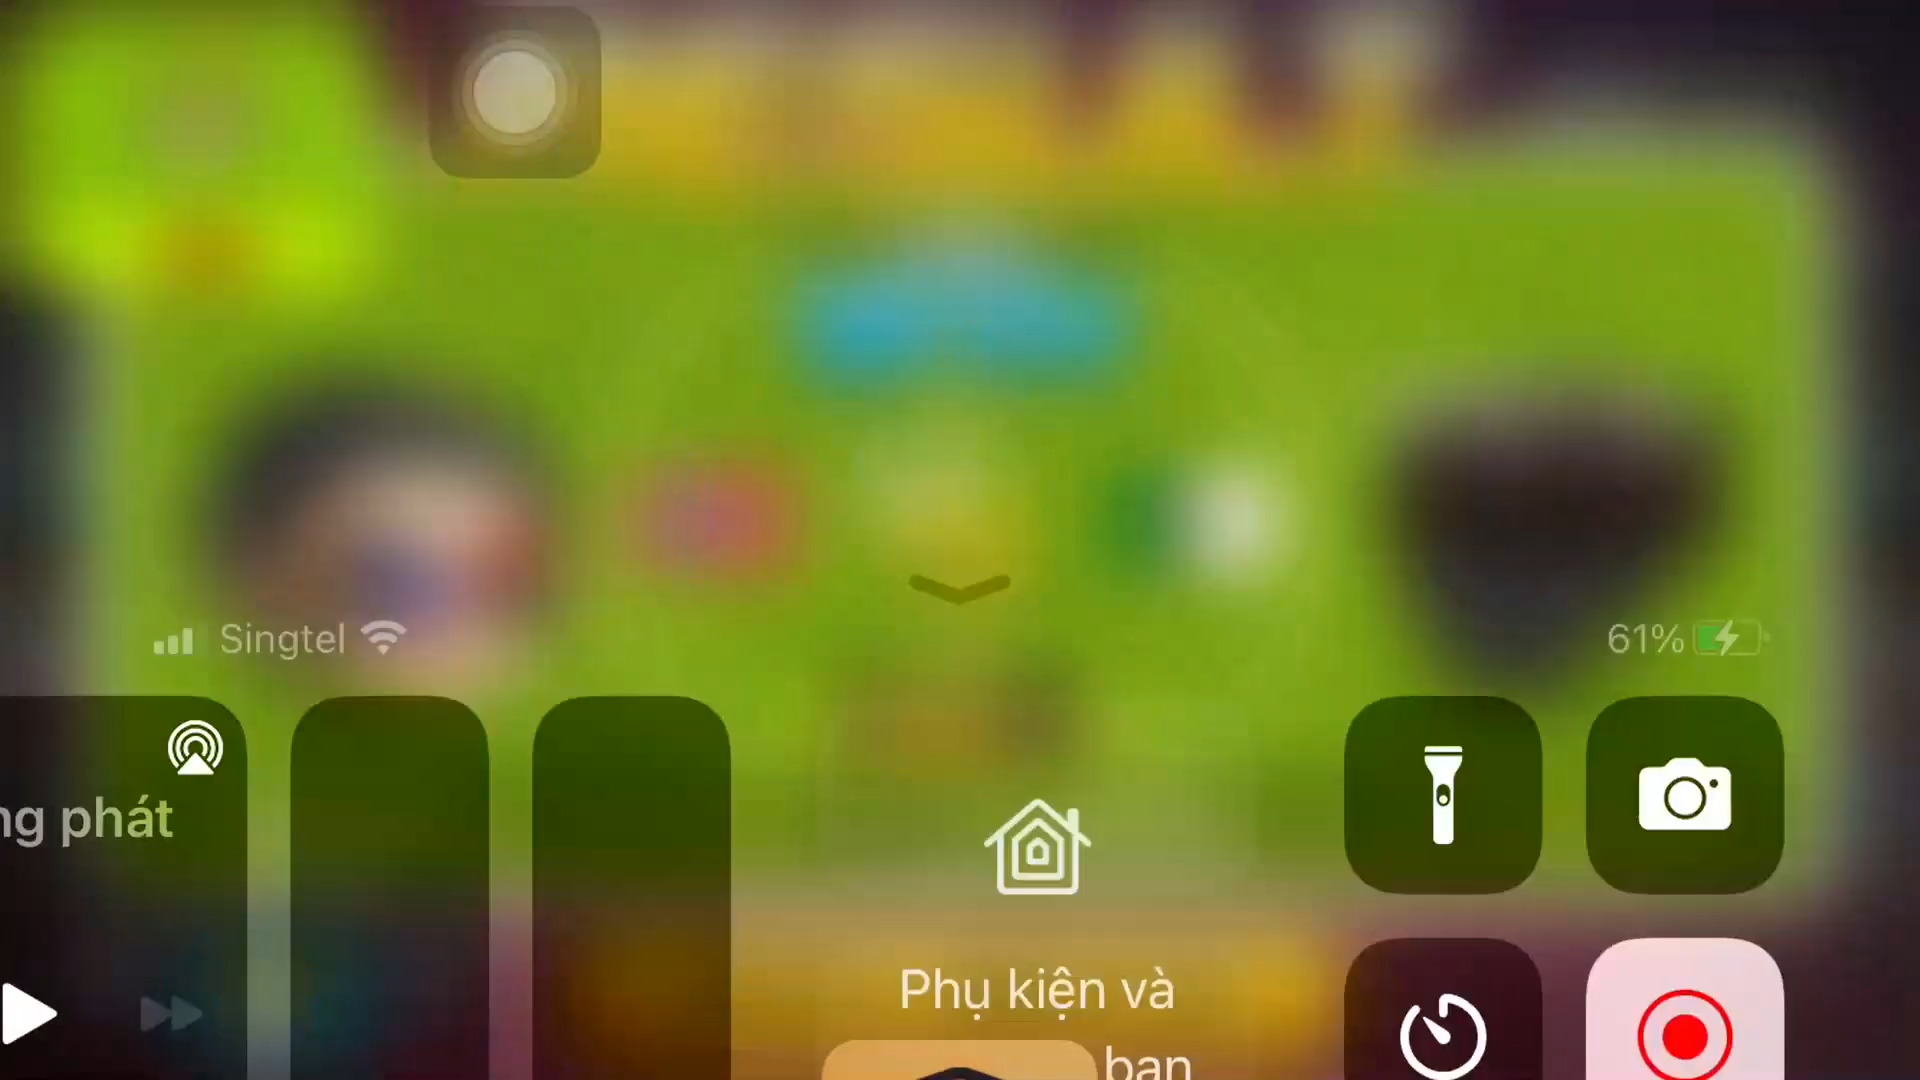 Singtel
61%
ng phát
Phụ kiện và
bạn